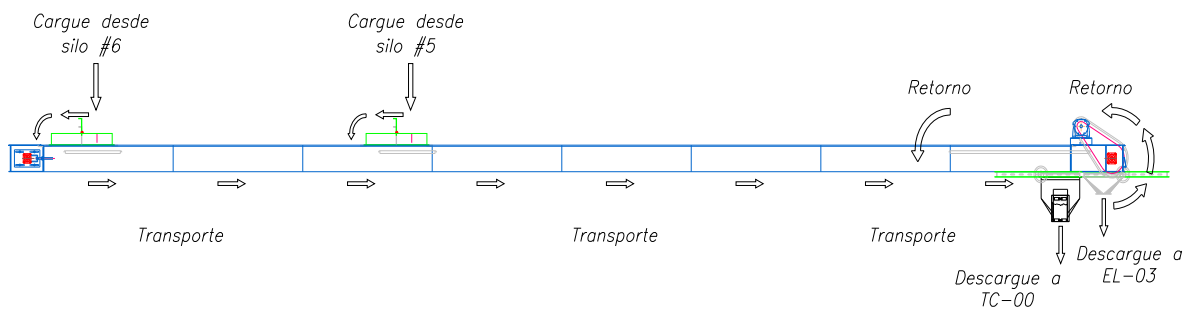 Cargue desde
silo #6
Cargue desde
silo #5
Retorno
Retorno
Transporte
Transporte
Transporte
Descargue a
TC-00
Descargue a
EL-03